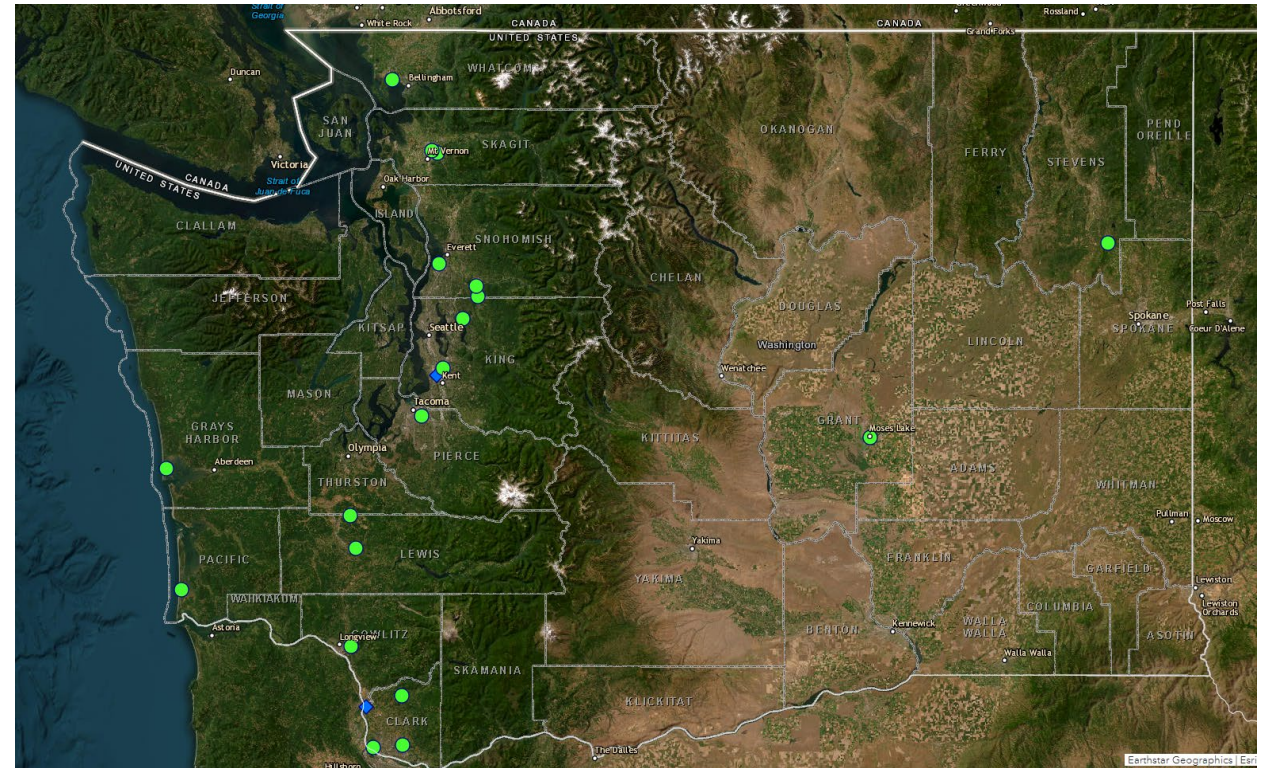 Strait of
Georgia
Abbotsford
White Rock
CANADA
UNITED STATES
CANADA
Rossland
Grand Forks
Duncan
Bellingham
WHATCOM
SAN
JUAN
OKANOGAN
PEND
OREILLE
Mt Vernon
SKAGIT
FERRY
STEVENS
Victoria
CANADA
UNITED STATES
Strait of
Juan de Fuca
Oak Harbor
ISLAND
CLALLAM
SNOHOMISH
Everett
CHELAN
JEFFERSON
DOUGLAS
Post Falls
Spokane
SPOKANE
Coeur D'Alene
KITSAP
Seattle
Washington
LINCOLN
KING
Wenatchee
Kent
MASON
Tacoma
GRANT
Moses Lake
GRAYS
HARBOR
KITTITAS
Olympia
PIERCE
Aberdeen
ADAMS
THURSTON
WHITMAN
Pullman
Moscow
Yakima
PACIFIC
LEWIS
FRANKLIN
GARFIELD
YAKIMA
Lewiston
WAHKIAKUM
COLUMBIA
Lewiston
Orchards
Astoria
Kennewick
WALLA
WALLA
BENTON
Longview
COWLITZ
ASOTIN
Walla Walla
SKAMANIA
KLICKITAT
CLARK
The Dalles
Hillsboro
Earthstar Geographics | Esri